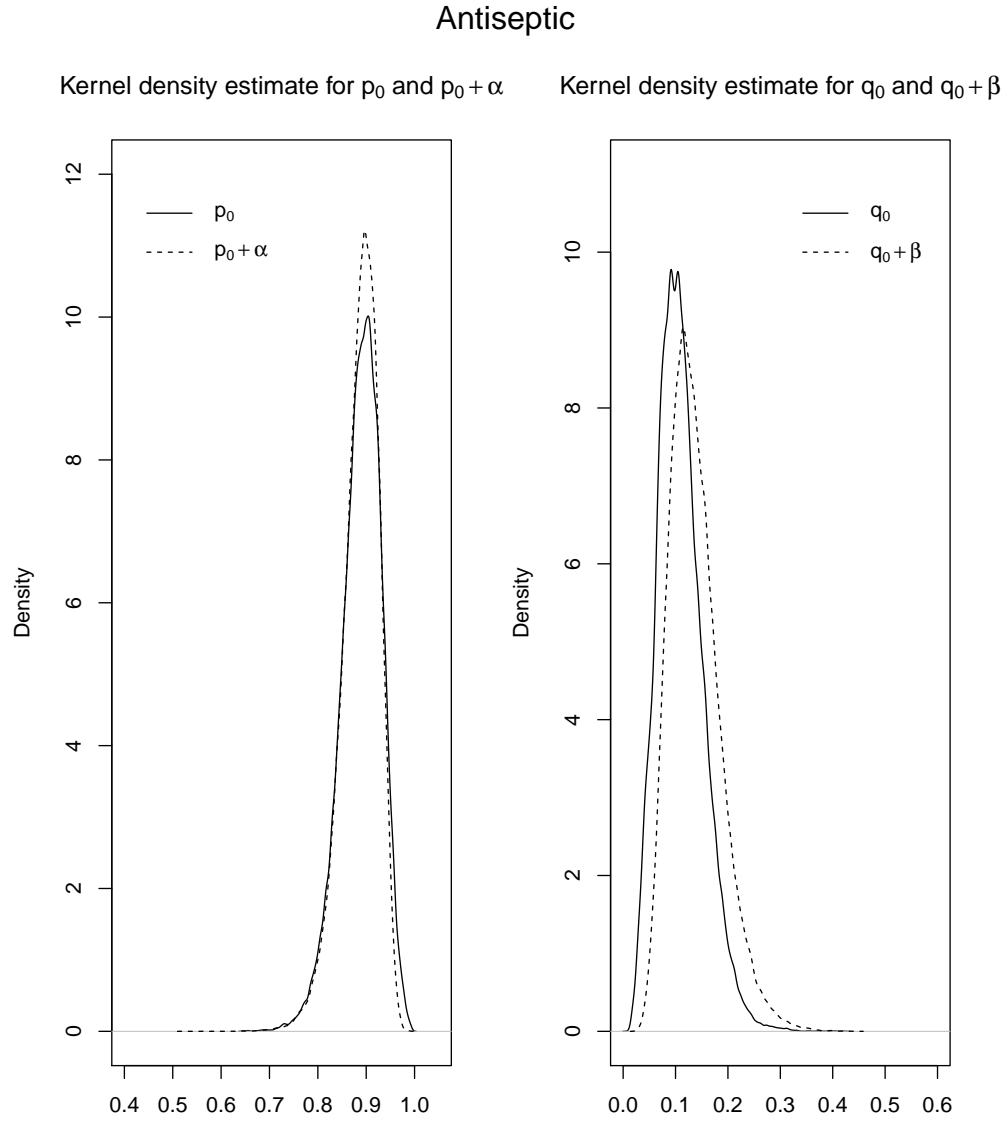 Antiseptic
Kernel density estimate for p₀ and p₀ + α
Kernel density estimate for q₀ and q₀ + β
Density
12
10
8
6
4
2
0
p₀
p₀ + α
0.4 0.5 0.6 0.7 0.8 0.9 1.0
Density
10
8
6
4
2
0
q₀
q₀ + β
0.0 0.1 0.2 0.3 0.4 0.5 0.6